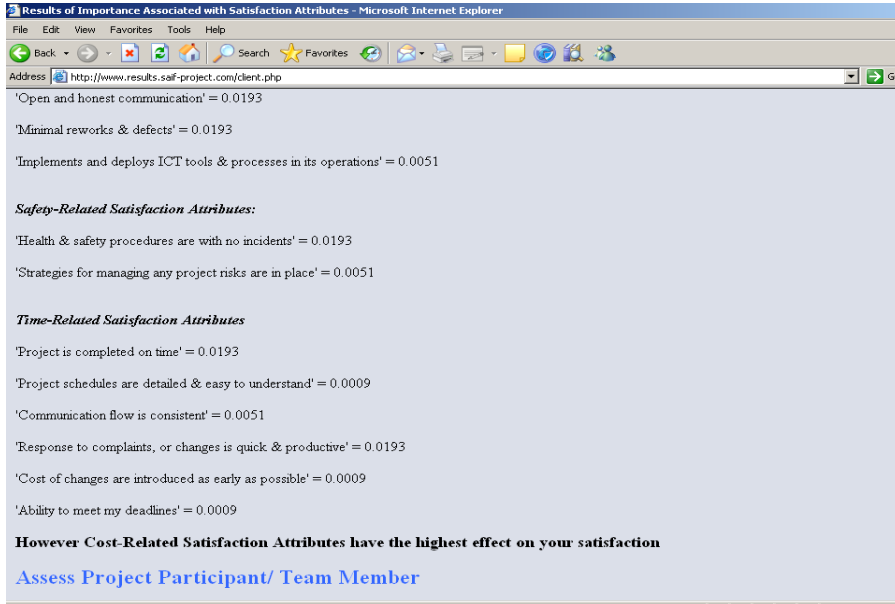 Results of Importance Associated with Satisfaction Attributes - Microsoft Internet Explorer
File Edit View Favorites Tools Help
Back Search Favorites
Address http://www.results.saif-project.com/client.php G
'Open and honest communication' = 0.0193
'Minimal reworks & defects' = 0.0193
'Implements and deploys ICT tools & processes in its operations' = 0.0051
Safety-Related Satisfaction Attributes:
'Health & safety procedures are with no incidents' = 0.0193
'Strategies for managing any project risks are in place' = 0.0051
Time-Related Satisfaction Attributes
'Project is completed on time' = 0.0193
'Project schedules are detailed & easy to understand' = 0.0009
'Communication flow is consistent' = 0.0051
'Response to complaints, or changes is quick & productive' = 0.0193
'Cost of changes are introduced as early as possible' = 0.0009
'Ability to meet my deadlines' = 0.0009
However Cost-Related Satisfaction Attributes have the highest effect on your satisfaction
Assess Project Participant/ Team Member